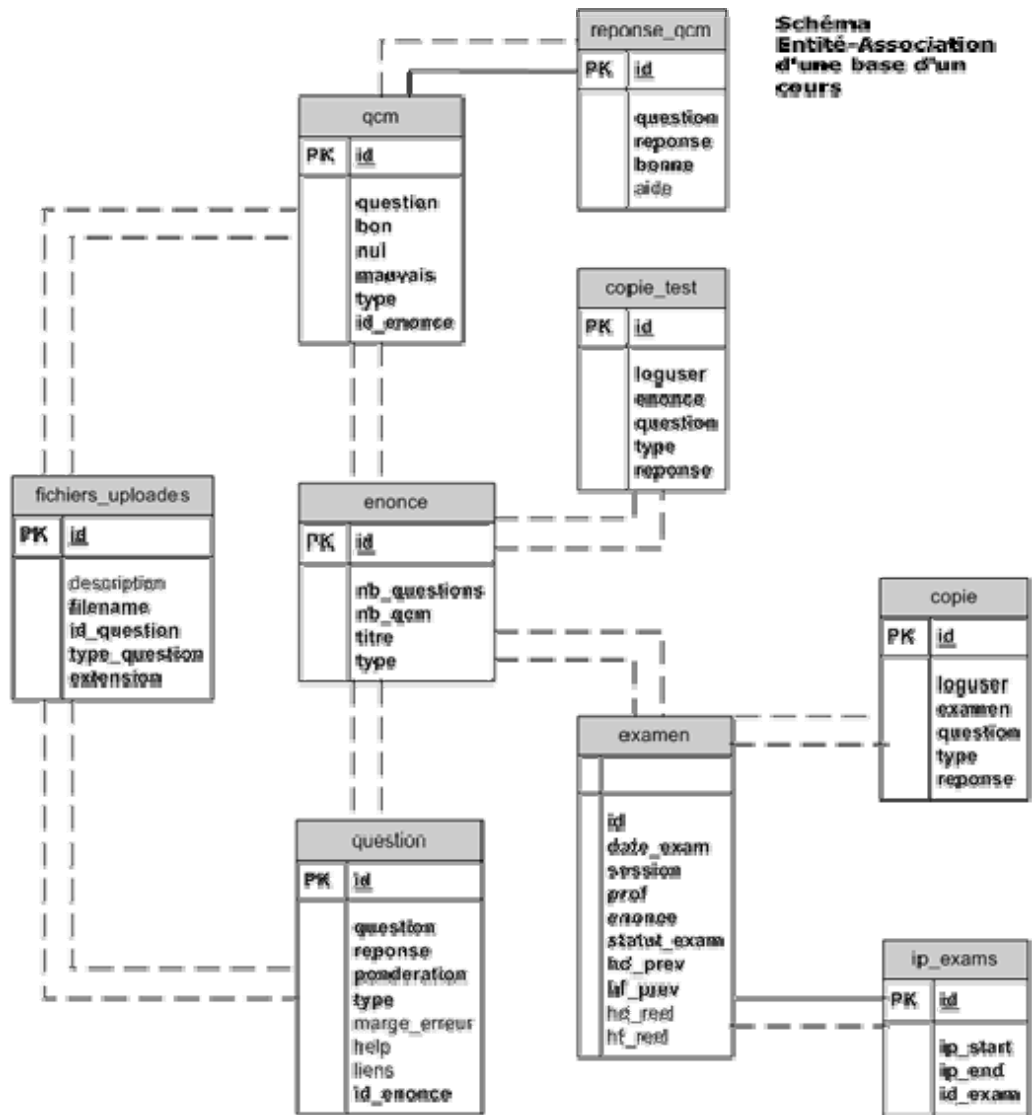 Schéma
Entité-Association
d'une base d'un
cours
reponse_qcm
PK id
question
reponse
bonne
aide
qcm
PK id
question
bon
nul
mauvais
type
id_enonce
copie_test
PK id
loguser
enonce
question
type
reponse
fichiers_uploades
PK id
description
filename
id_question
type_question
extension
enonce
PK id
nb_questions
nb_qcm
titre
type
copie
PK id
loguser
examen
question
type
reponse
examen
id
date_exam
session
prof
enonce
statut_exam
hd_prev
hf_prev
hd_reel
hf_reel
question
PK id
question
reponse
ponderation
type
marge_erreur
help
liens
id_enonce
ip_exams
PK id
ip_start
ip_end
id_exam